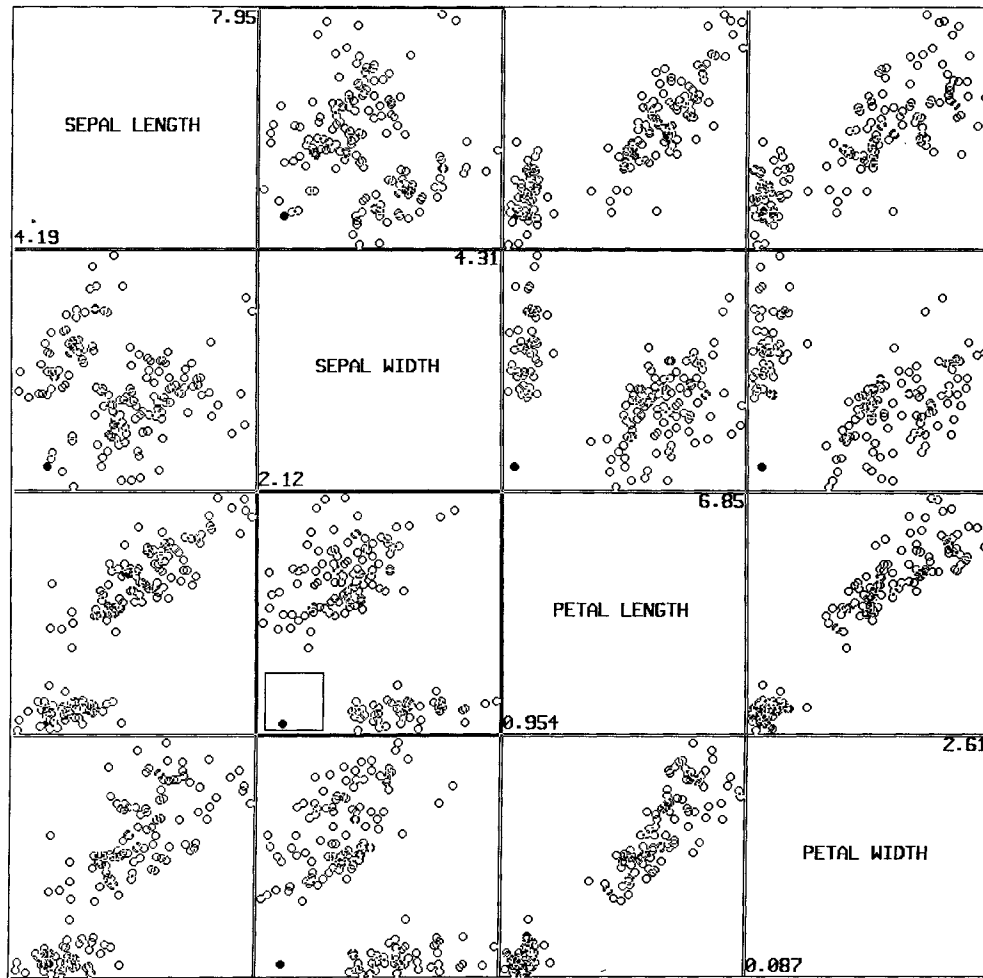 7.95
SEPAL LENGTH
4.19
4.31
SEPAL WIDTH
2.12
6.85
PETAL LENGTH
0.954
2.61
PETAL WIDTH
0.087